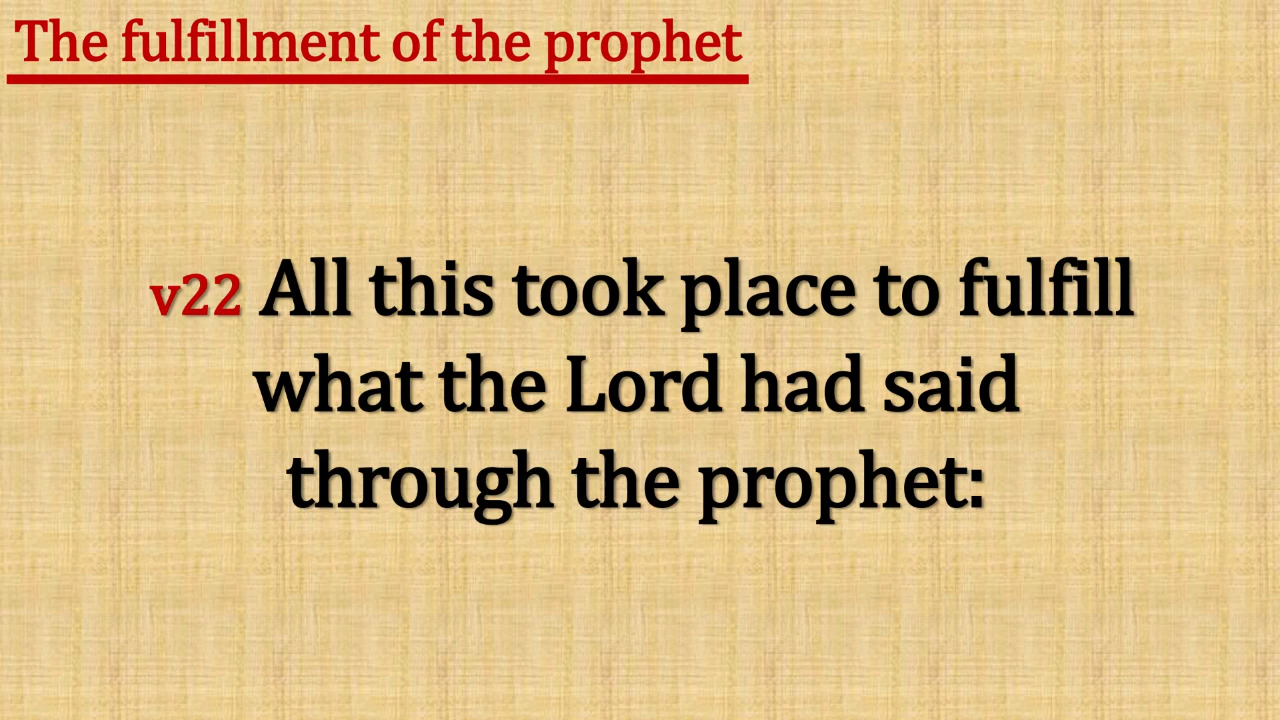 The fulfillment of the prophet
v22 All this took place to fulfill
what the Lord had said
through the prophet: